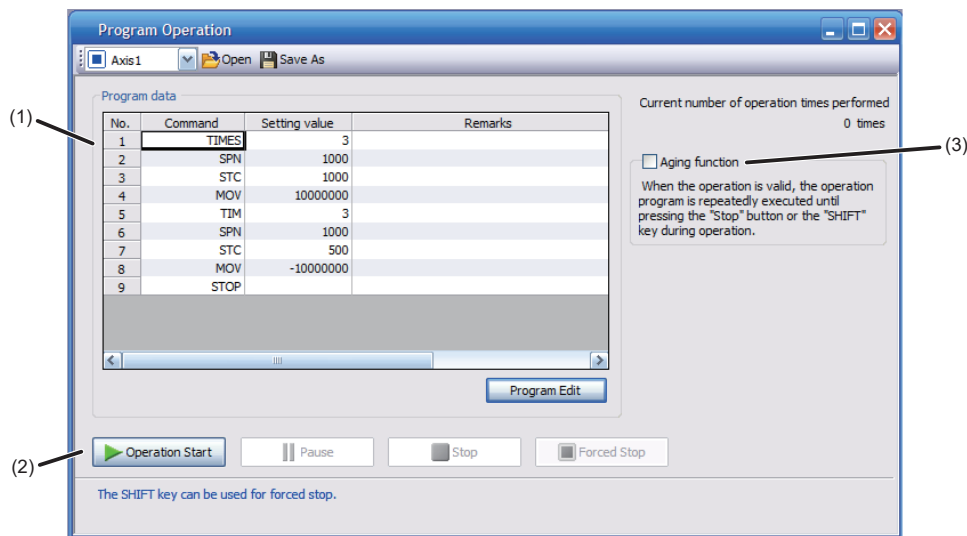 Program Operation
Axis1 Open Save As
Program data
No. Command Setting value Remarks
1 TIMES 3
2 SPN 1000
3 STC 1000
4 MOV 10000000
5 TIM 3
6 SPN 1000
7 STC 500
8 MOV -10000000
9 STOP
Program Edit
Current number of operation times performed
0 times
Aging function
When the operation is valid, the operation
program is repeatedly executed until
pressing the "Stop" button or the "SHIFT"
key during operation.
Operation Start Pause Stop Forced Stop
The SHIFT key can be used for forced stop.
(1)
(2)
(3)